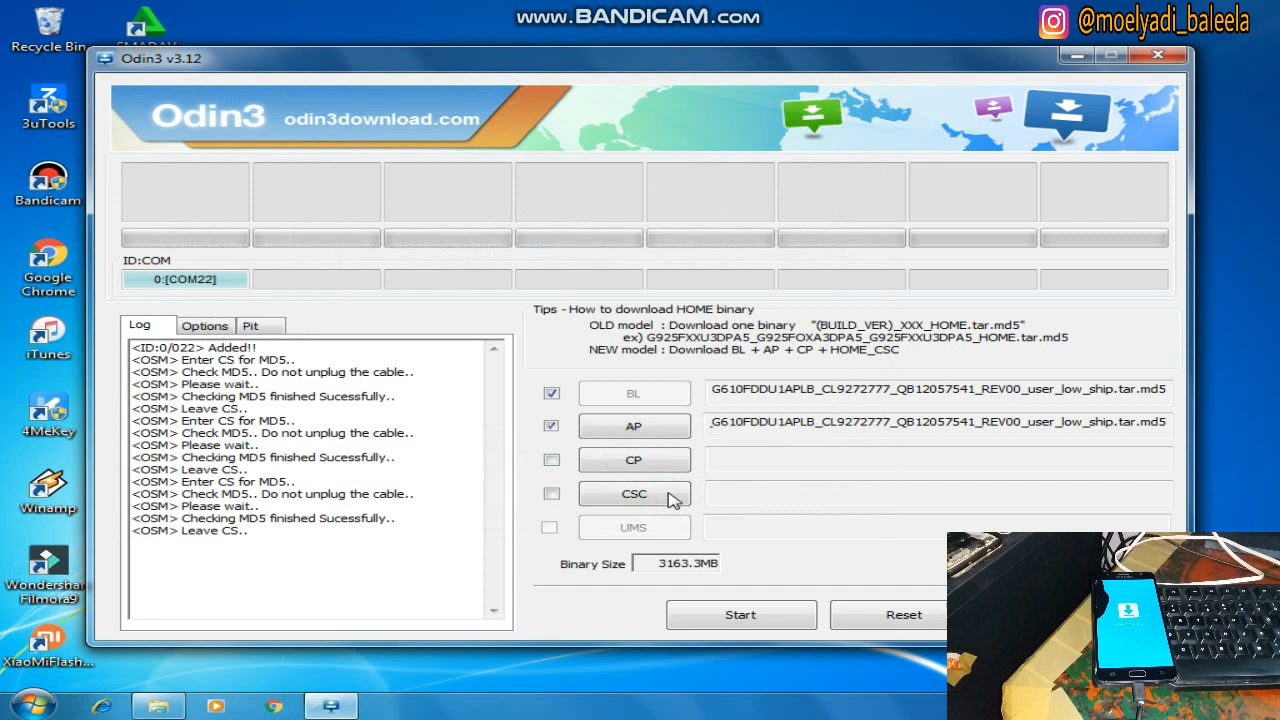 www.BANDICAM.com
@moelyadi_baleela
Recycle Bin
SMADAV
Odin3 v3.12
Odin3 odin3download.com
3uTools
Bandicam
ID:COM
0:[COM22]
Google
Chrome
Tips - How to download HOME binary
OLD model : Download one binary "(BUILD_VER)_XXX_HOME.tar.md5"
ex) G925FXXU3DPA5_G925FOXA3DPA5_G925FXXU3DPA5_HOME.tar.md5
NEW model : Download BL + AP + CP + HOME_CSC
Log Options Pit
iTunes
<ID:0/022> Added!!
<OSM> Enter CS for MD5..
<OSM> Check MD5.. Do not unplug the cable..
<OSM> Please wait..
<OSM> Checking MD5 finished Sucessfully..
<OSM> Leave CS..
<OSM> Enter CS for MD5..
<OSM> Check MD5.. Do not unplug the cable..
<OSM> Please wait..
<OSM> Checking MD5 finished Sucessfully..
<OSM> Leave CS..
<OSM> Enter CS for MD5..
<OSM> Check MD5.. Do not unplug the cable..
<OSM> Please wait..
<OSM> Checking MD5 finished Sucessfully..
<OSM> Leave CS..
BL G610FDDU1APLB_CL9272777_QB12057541_REV00_user_low_ship.tar.md5
AP _G610FDDU1APLB_CL9272777_QB12057541_REV00_user_low_ship.tar.md5
CP
CSC
UMS
Binary Size 3163.3MB
Start Reset
4MeKey
Winamp
Wondershar
Filmora9
XiaoMiFlash...